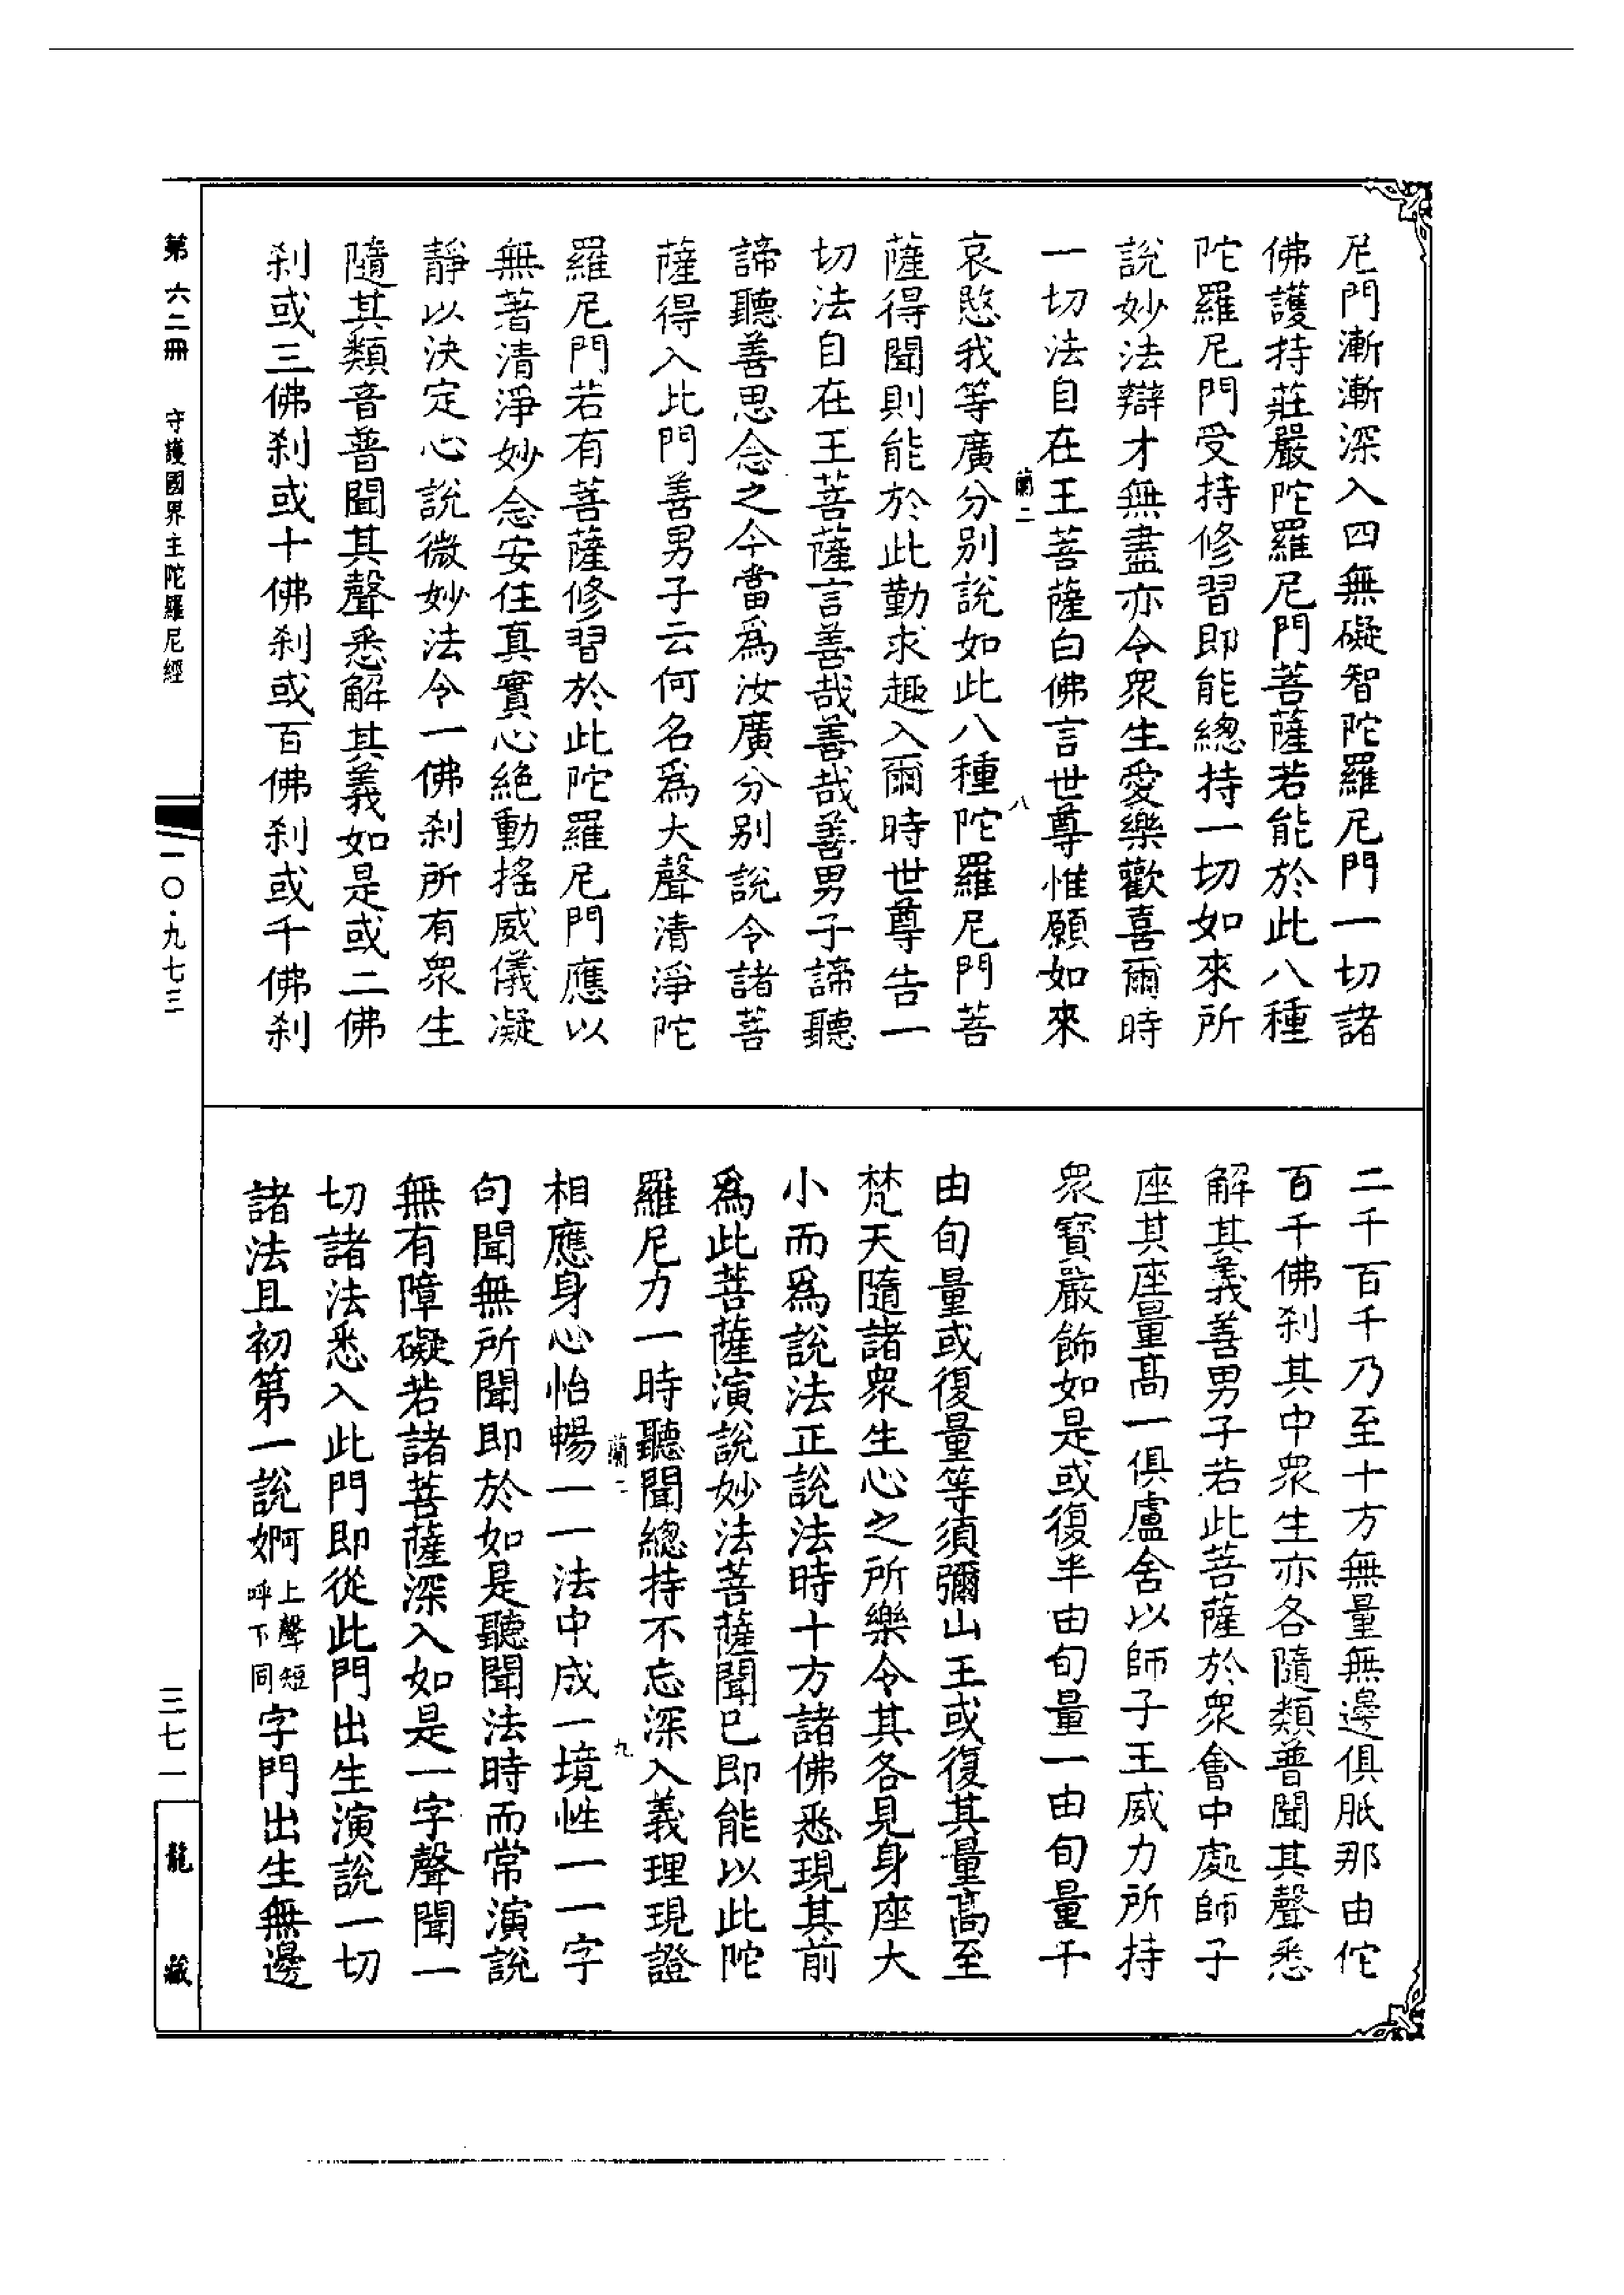 尼門漸漸深入四無礙智陀羅尼門一切諸
佛護持莊嚴陀羅尼門菩薩若能於此八種
陀羅尼門受持修習即能總持一切如來所
說妙法辯才無盡亦令衆生愛樂歡喜爾時
一切法自在王菩薩白佛言世尊惟願如來
蘭二
八
哀愍我等廣分別說如此八種陀羅尼門菩
薩得聞則能於此勤求趣入爾時世尊告一
切法自在王菩薩言善哉善哉善男子諦聽
諦聽善思念之今當爲汝廣分別說令諸菩
薩得入此門善男子云何名爲大聲清淨陀
羅尼門若有菩薩修習於此陀羅尼門應以
無著清淨妙念安住真實心絕動搖威儀凝
靜以決定心說微妙法令一佛刹所有衆生
隨其類音普聞其聲悉解其義如是或二佛
刹或三佛刹或十佛刹或百佛刹或千佛刹
二千百千乃至十方無量無邊俱胝那由佗
百千佛刹其中衆生亦各隨類普聞其聲悉
解其義善男子若此菩薩於衆會中處師子
座其座量髙一俱盧舍以師子王威力所持
衆寶嚴飾如是或復半由旬量一由旬量千
由旬量或復量等須彌山王或復其量髙至
梵天隨諸衆生心之所樂令其各見身座大
小而爲說法正說法時十方諸佛悉現其前
爲此菩薩演說妙法菩薩聞已即能以此陀
羅尼力一時聽聞總持不忘深入義理現證
蘭二
九
相應身心怡暢一一法中成一境性一一字
句聞無所聞即於如是聽聞法時而常演說
無有障礙若諸菩薩深入如是一字聲聞一
切諸法悉入此門即從此門出生演說一切
諸法且初第一說婀上聲短呼下同字門出生無邊
第六二冊 守護國界主陀羅尼經
一〇·九七三
三七一
龍藏